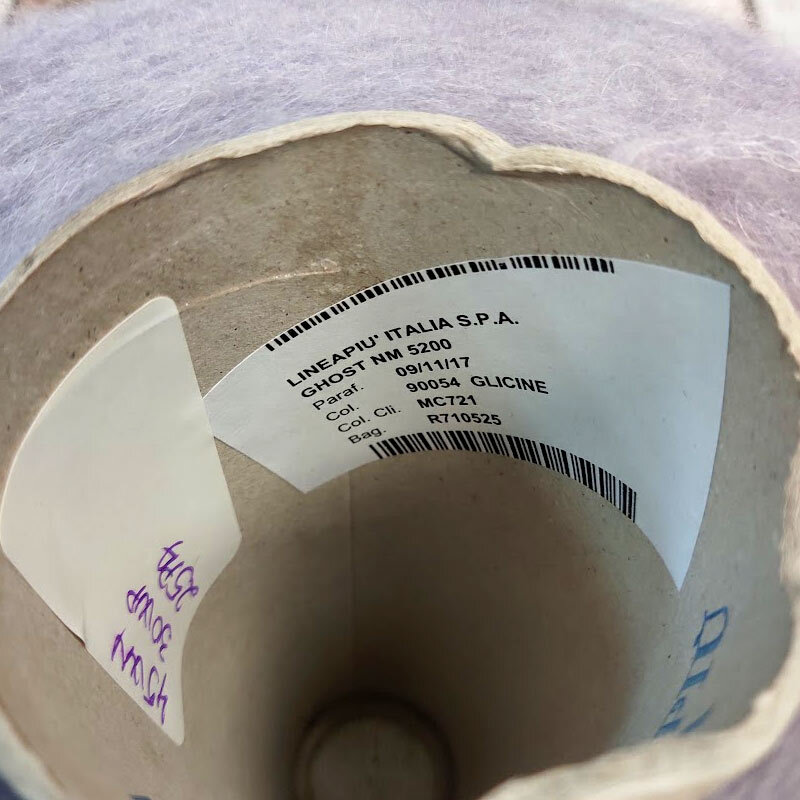 LINEAPIU' ITALIA S.P.A.
GHOST NM 5200
Paraf. 09/11/17
Col. 90054 GLICINE
Col. Cli. MC721
Bag. R710525